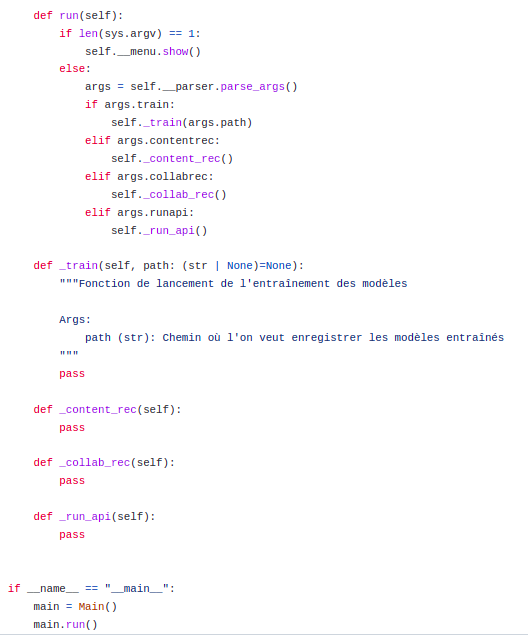 def run(self):
if len(sys.argv) == 1:
self.__menu.show()
else:
args = self.__parser.parse_args()
if args.train:
self._train(args.path)
elif args.contentrec:
self._content_rec()
elif args.collabrec:
self._collab_rec()
elif args.runapi:
self._run_api()
def _train(self, path: (str | None)=None):
"""Fonction de lancement de l'entraînement des modèles
Args:
path (str): Chemin où l'on veut enregistrer les modèles entraînés
"""
pass
def _content_rec(self):
pass
def _collab_rec(self):
pass
def _run_api(self):
pass
if __name__ == "__main__":
main = Main()
main.run()